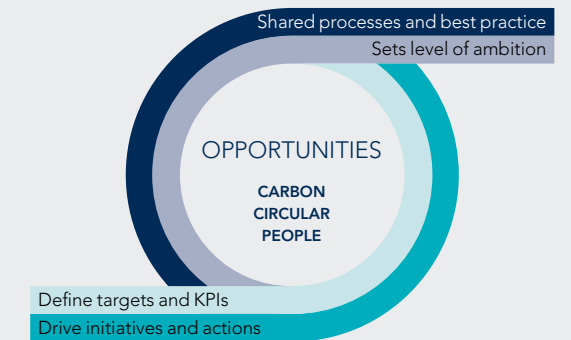 Shared processes and best practice
Sets level of ambition
OPPORTUNITIES
CARBON
CIRCULAR
PEOPLE
Define targets and KPIs
Drive initiatives and actions